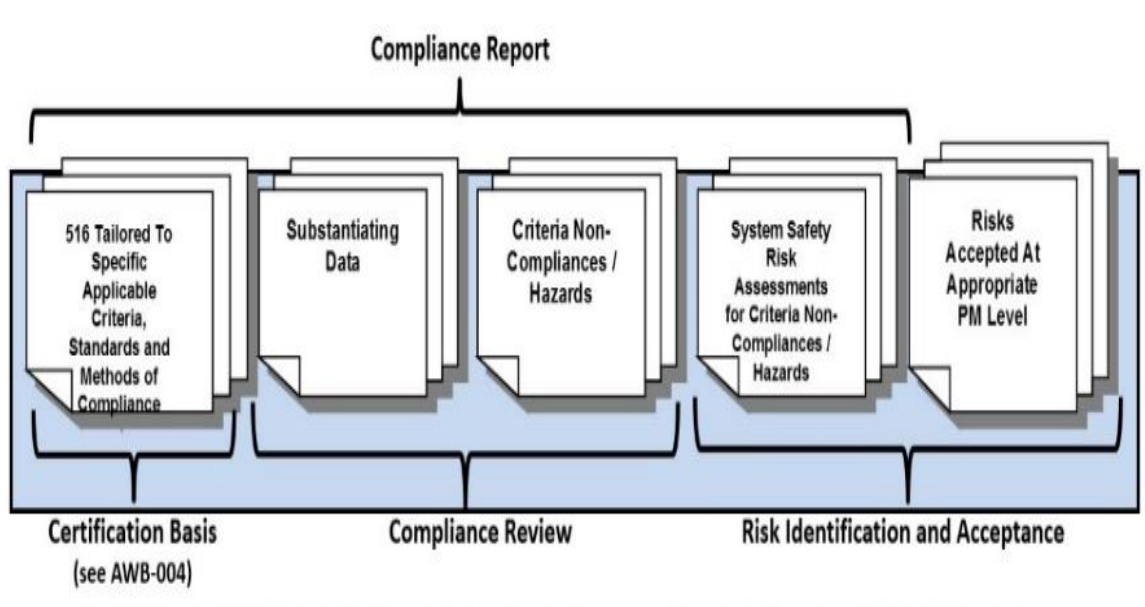 Compliance Report
516 Tailored To
Specific
Applicable
Criteria,
Standards and
Methods of
Compliance
Substantiating
Data
Criteria Non-
Compliances /
Hazards
System Safety
Risk
Assessments
for Criteria Non-
Compliances /
Hazards
Risks
Accepted At
Appropriate
PM Level
Certification Basis
(see AWB-004)
Compliance Review
Risk Identification and Acceptance